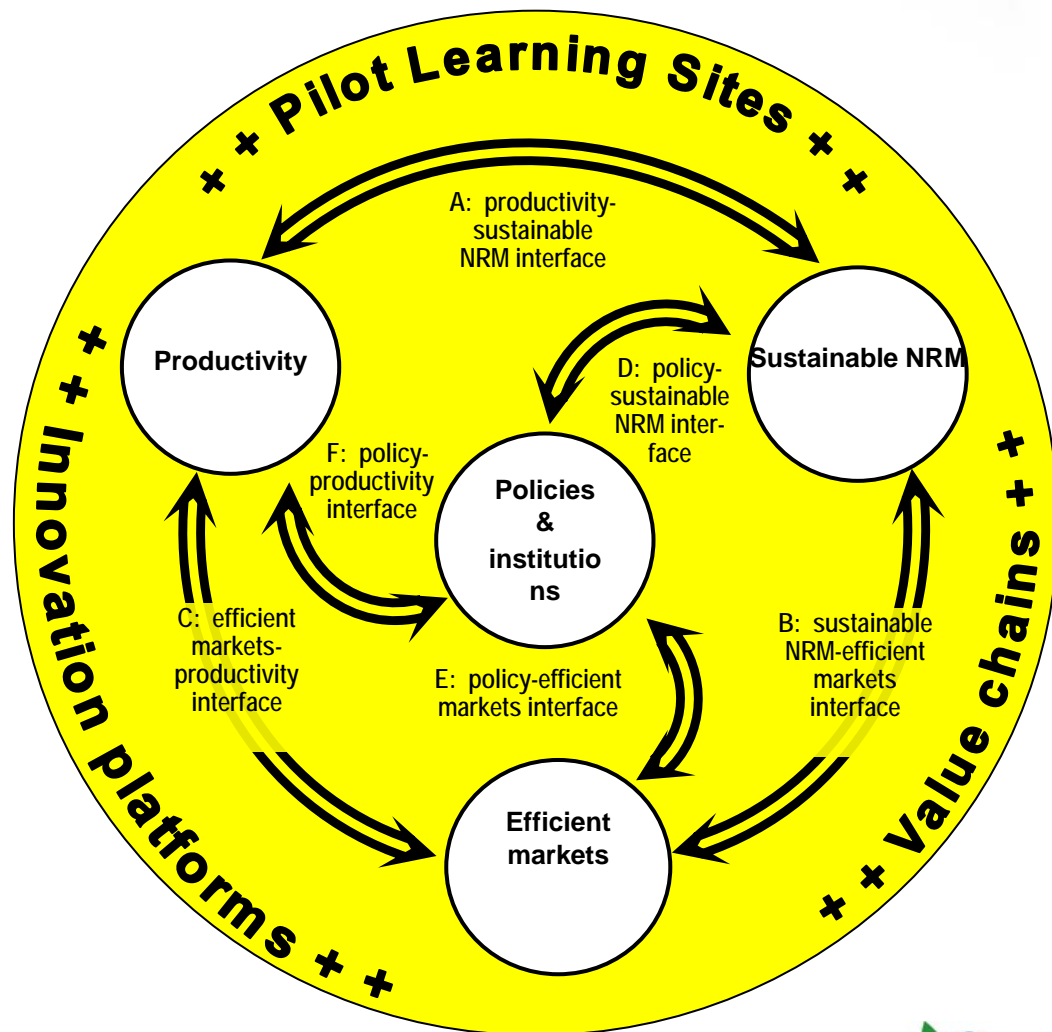 + + Pilot Learning Sites + +
A: productivity-
sustainable
NRM interface
Productivity
Sustainable NRM
D: policy-
sustainable
NRM inter-
face
F: policy-
productivity
interface
Policies
&
institutio
ns
C: efficient
markets-
productivity
interface
E: policy-efficient
markets interface
B: sustainable
NRM-efficient
markets
interface
Efficient
markets
+ + Innovation platforms + +
+ + Value chains + +